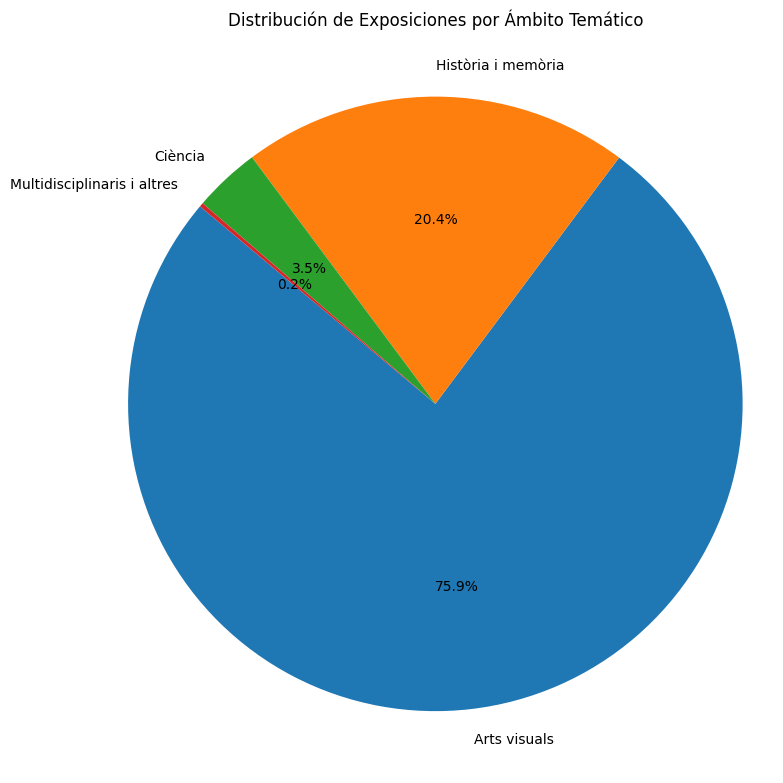 Distribución de Exposiciones por Ámbito Temático
Història i memòria
Ciència
Multidisciplinaris i altres
20.4%
3.5%
0.2%
75.9%
Arts visuals